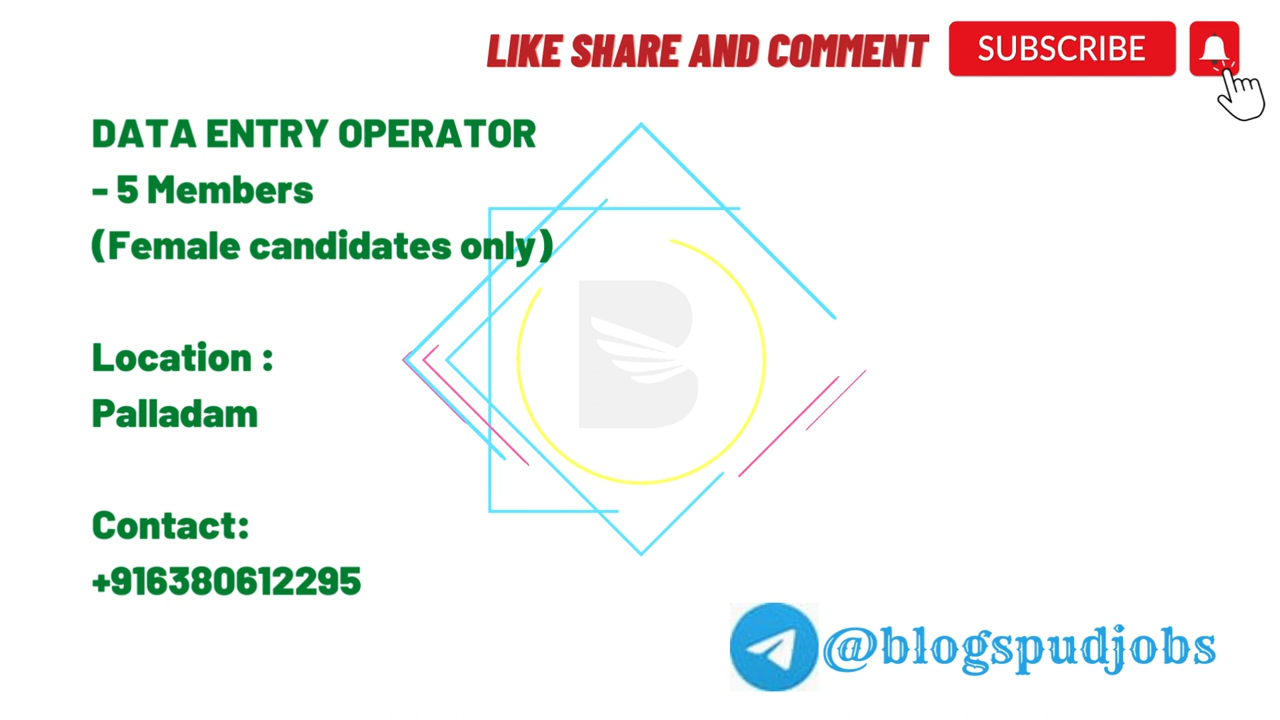 LIKE SHARE AND COMMENT
SUBSCRIBE
DATA ENTRY OPERATOR
- 5 Members
(Female candidates only)
Location :
Palladam
Contact:
+916380612295
B
@blogspudjobs